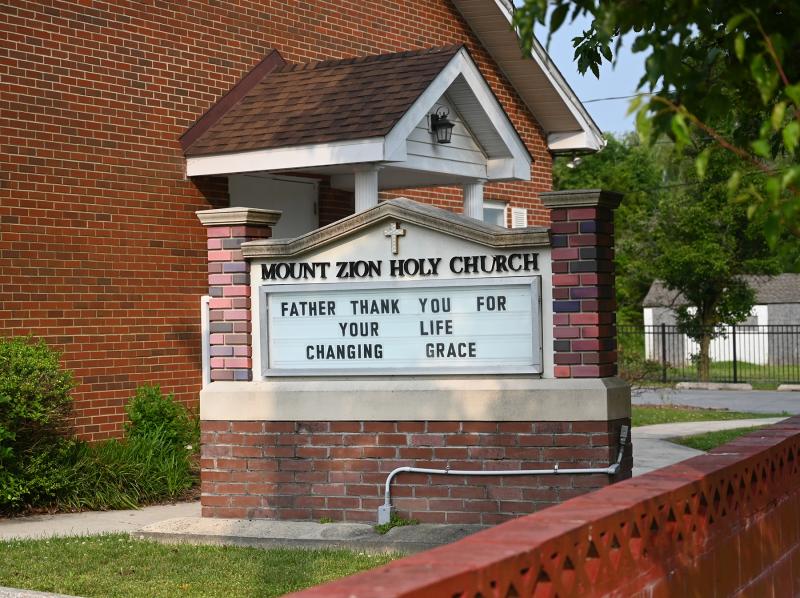 MOUNT ZION HOLY CHURCH
FATHER THANK YOU FOR
YOUR LIFE
CHANGING GRACE